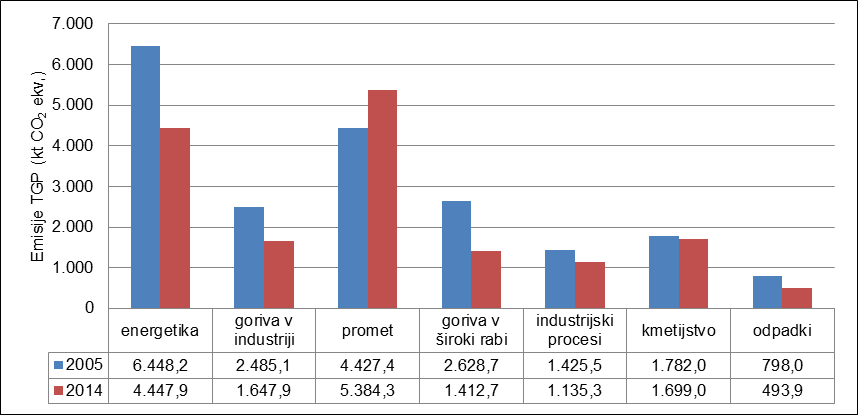 Emisije TGP (kt CO2 ekv,)
7.000
6.000
5.000
4.000
3.000
2.000
1.000
0
energetika
goriva v
industriji
promet
goriva v
široki rabi
industrijski
procesi
kmetijstvo
odpadki
2005 6.448,2 2.485,1 4.427,4 2.628,7 1.425,5 1.782,0 798,0
2014 4.447,9 1.647,9 5.384,3 1.412,7 1.135,3 1.699,0 493,9